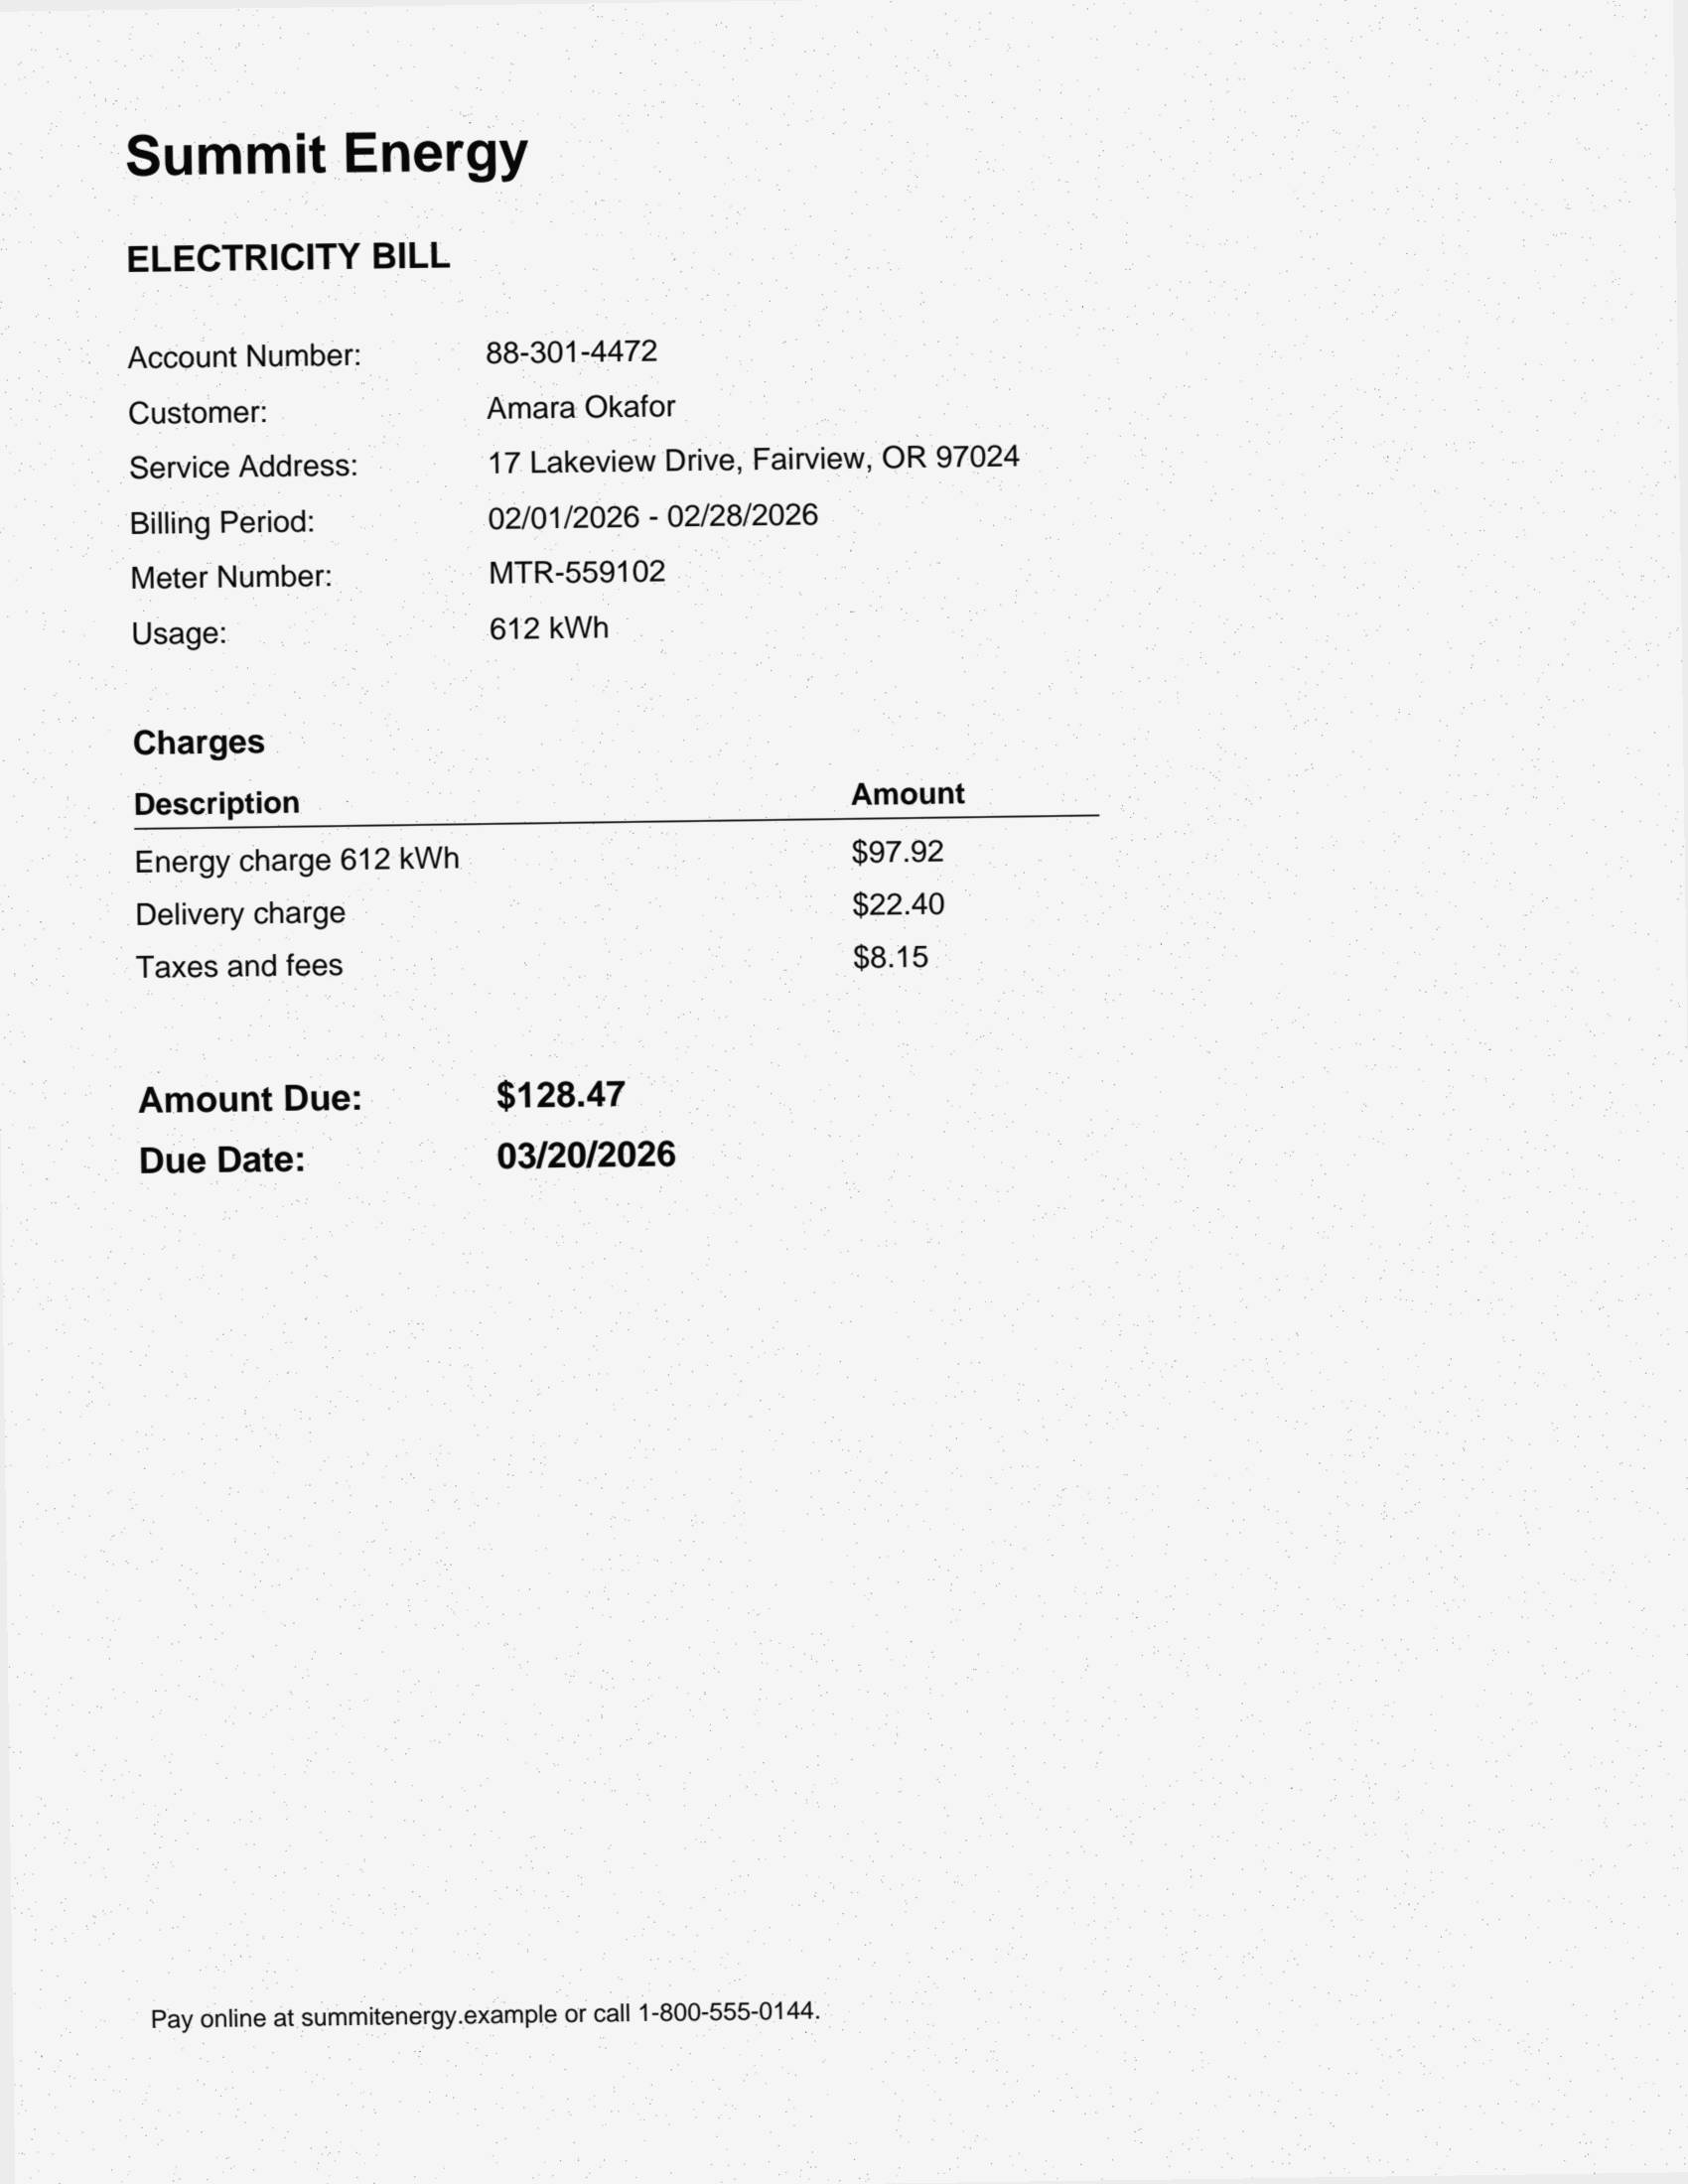 Summit Energy
ELECTRICITY BILL
Account Number: 88-301-4472
Customer: Amara Okafor
Service Address: 17 Lakeview Drive, Fairview, OR 97024
Billing Period: 02/01/2026 - 02/28/2026
Meter Number: MTR-559102
Usage: 612 kWh
Charges
Description Amount
Energy charge 612 kWh $97.92
Delivery charge $22.40
Taxes and fees $8.15
Amount Due: $128.47
Due Date: 03/20/2026
Pay online at summitenergy.example or call 1-800-555-0144.